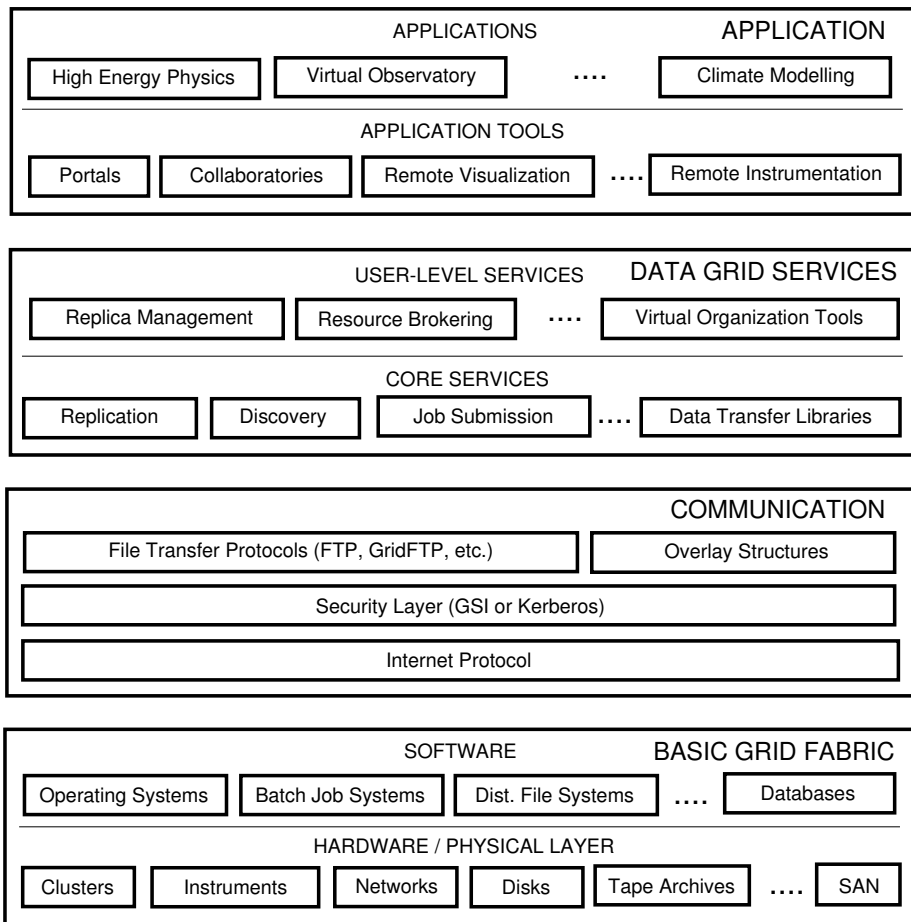 APPLICATIONS
APPLICATION
High Energy Physics
Virtual Observatory
....
Climate Modelling
APPLICATION TOOLS
Portals
Collaboratories
Remote Visualization
....
Remote Instrumentation
USER-LEVEL SERVICES
DATA GRID SERVICES
Replica Management
Resource Brokering
....
Virtual Organization Tools
CORE SERVICES
Replication
Discovery
Job Submission
....
Data Transfer Libraries
COMMUNICATION
File Transfer Protocols (FTP, GridFTP, etc.)
Overlay Structures
Security Layer (GSI or Kerberos)
Internet Protocol
SOFTWARE
BASIC GRID FABRIC
Operating Systems
Batch Job Systems
Dist. File Systems
....
Databases
HARDWARE / PHYSICAL LAYER
Clusters
Instruments
Networks
Disks
Tape Archives
....
SAN